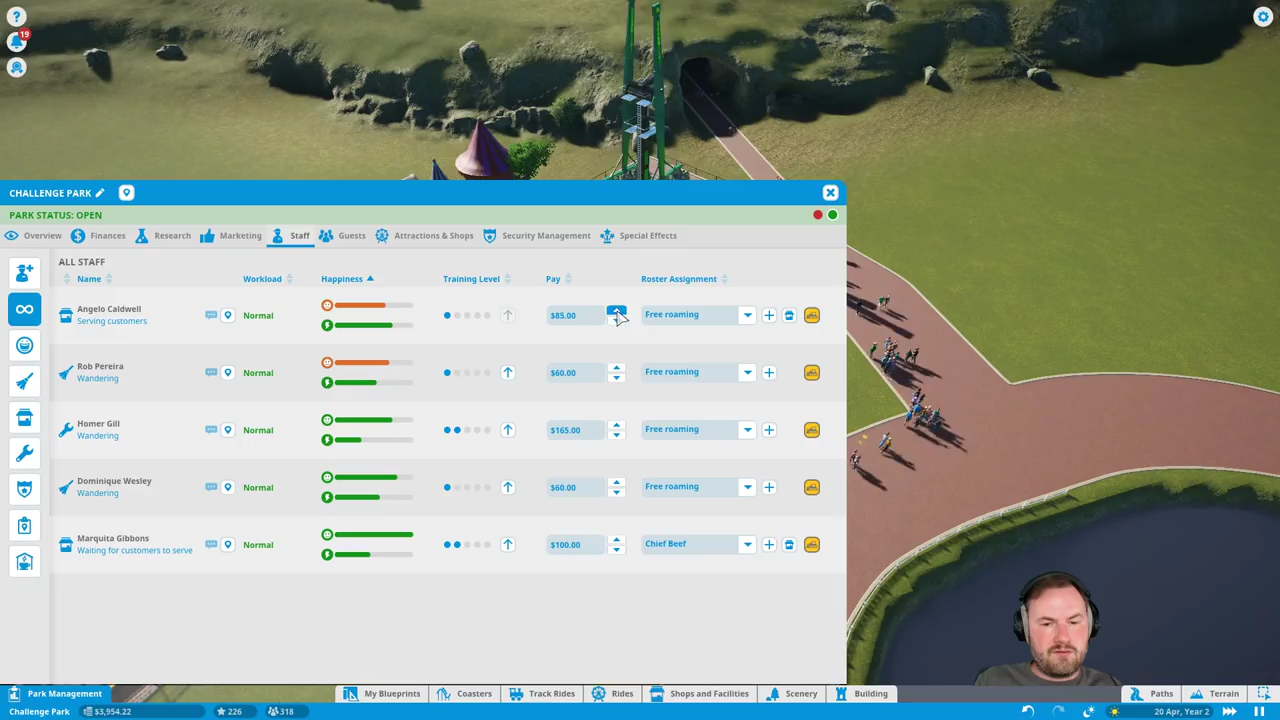 ?
19
CHALLENGE PARK
PARK STATUS: OPEN
Overview
Finances
Research
Marketing
Staff
Guests
Attractions & Shops
Security Management
Special Effects
ALL STAFF
Name
Workload
Happiness
Training Level
Pay
Roster Assignment
Angelo Caldwell
Serving customers
Normal
$85.00
Free roaming
Rob Pereira
Wandering
Normal
$60.00
Free roaming
Homer Gill
Wandering
Normal
$165.00
Free roaming
Dominique Wesley
Wandering
Normal
$60.00
Free roaming
Marquita Gibbons
Waiting for customers to serve
Normal
$100.00
Chief Beef
Park Management
My Blueprints
Coasters
Track Rides
Rides
Shops and Facilities
Scenery
Building
Paths
Terrain
Challenge Park
$3,954.22
226
318
20 Apr, Year 2